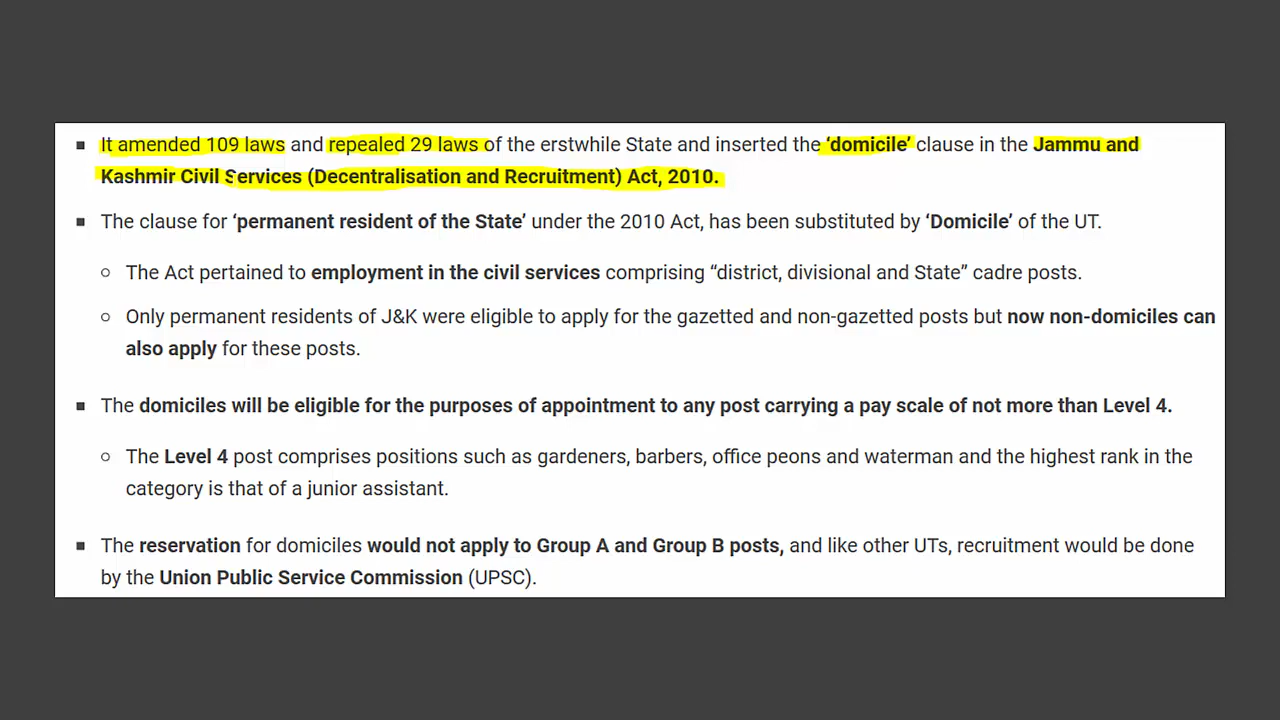 It amended 109 laws and repealed 29 laws of the erstwhile State and inserted the ‘domicile’ clause in the Jammu and
Kashmir Civil Services (Decentralisation and Recruitment) Act, 2010.
The clause for ‘permanent resident of the State’ under the 2010 Act, has been substituted by ‘Domicile’ of the UT.
The Act pertained to employment in the civil services comprising “district, divisional and State” cadre posts.
Only permanent residents of J&K were eligible to apply for the gazetted and non-gazetted posts but now non-domiciles can
also apply for these posts.
The domiciles will be eligible for the purposes of appointment to any post carrying a pay scale of not more than Level 4.
The Level 4 post comprises positions such as gardeners, barbers, office peons and waterman and the highest rank in the
category is that of a junior assistant.
The reservation for domiciles would not apply to Group A and Group B posts, and like other UTs, recruitment would be done
by the Union Public Service Commission (UPSC).